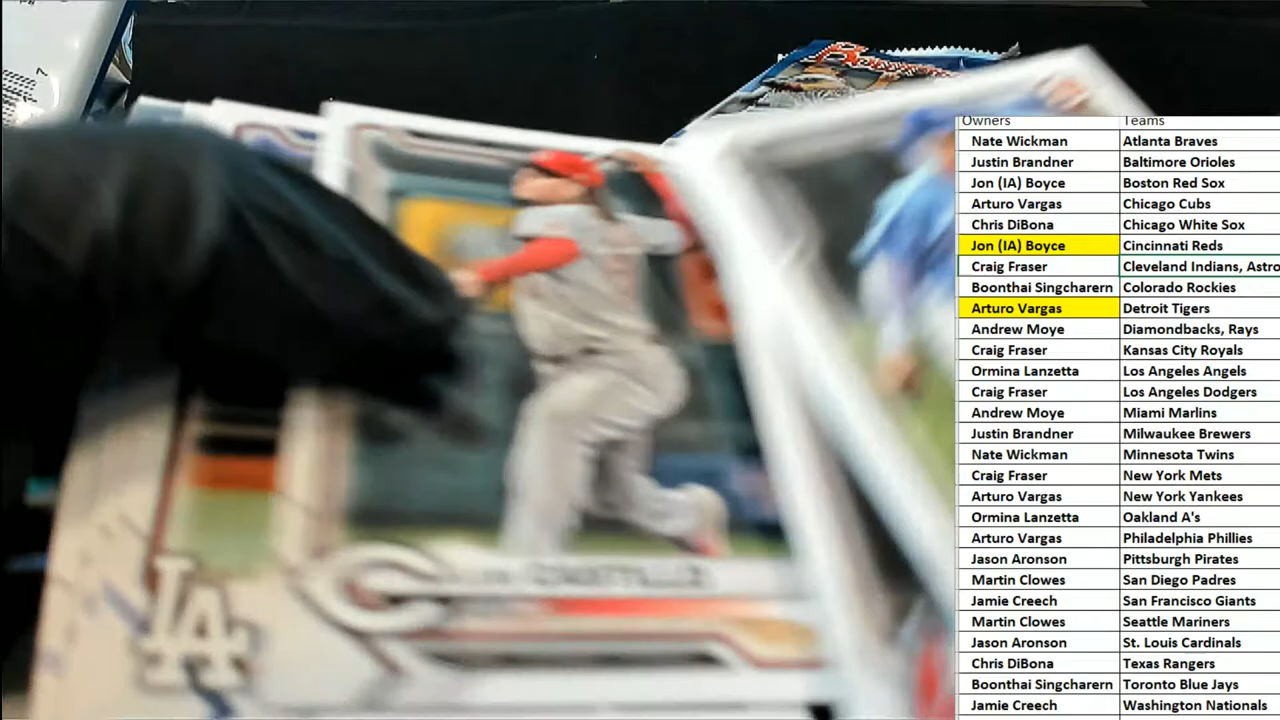 Owners Teams
Nate Wickman Atlanta Braves
Justin Brandner Baltimore Orioles
Jon (IA) Boyce Boston Red Sox
Arturo Vargas Chicago Cubs
Chris DiBona Chicago White Sox
Jon (IA) Boyce Cincinnati Reds
Craig Fraser Cleveland Indians, Astro
Boonthai Singcharern Colorado Rockies
Arturo Vargas Detroit Tigers
Andrew Moye Diamondbacks, Rays
Craig Fraser Kansas City Royals
Ormina Lanzetta Los Angeles Angels
Craig Fraser Los Angeles Dodgers
Andrew Moye Miami Marlins
Justin Brandner Milwaukee Brewers
Nate Wickman Minnesota Twins
Craig Fraser New York Mets
Arturo Vargas New York Yankees
Ormina Lanzetta Oakland A's
Arturo Vargas Philadelphia Phillies
Jason Aronson Pittsburgh Pirates
Martin Clowes San Diego Padres
Jamie Creech San Francisco Giants
Martin Clowes Seattle Mariners
Jason Aronson St. Louis Cardinals
Chris DiBona Texas Rangers
Boonthai Singcharern Toronto Blue Jays
Jamie Creech Washington Nationals
LA
C
CASTILLO